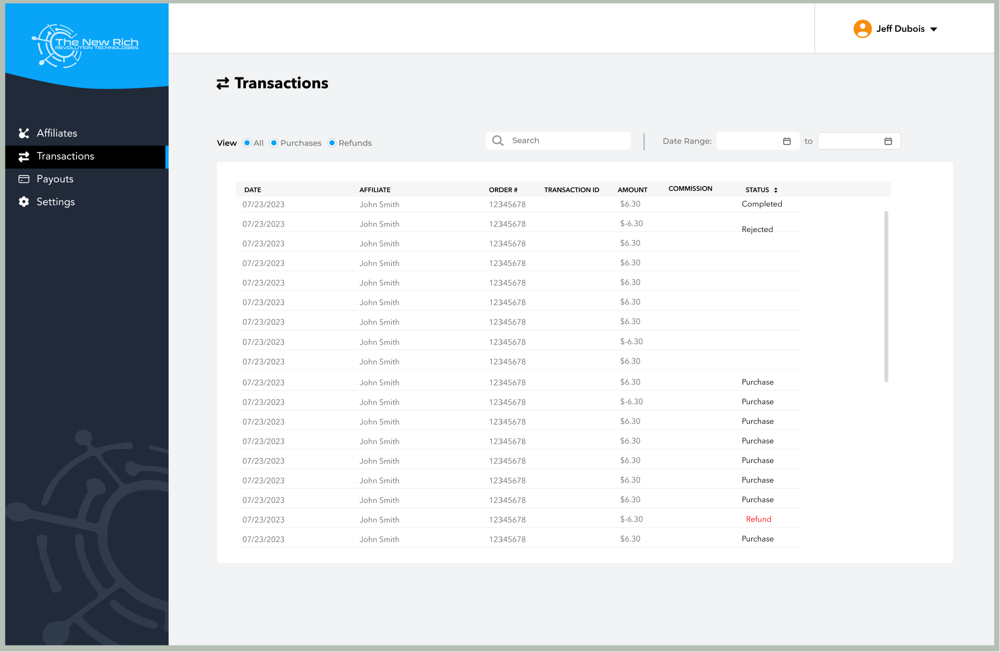 The New Rich
REVOLUTION TECHNOLOGIES
Jeff Dubois
Transactions
Affiliates
Transactions
Payouts
Settings
View All Purchases Refunds
Search
Date Range: to
DATE AFFILIATE ORDER # TRANSACTION ID AMOUNT COMMISSION STATUS
07/23/2023 John Smith 12345678 $6.30 Completed
07/23/2023 John Smith 12345678 $-6.30 Rejected
07/23/2023 John Smith 12345678 $6.30
07/23/2023 John Smith 12345678 $6.30
07/23/2023 John Smith 12345678 $6.30
07/23/2023 John Smith 12345678 $6.30
07/23/2023 John Smith 12345678 $6.30
07/23/2023 John Smith 12345678 $-6.30
07/23/2023 John Smith 12345678 $6.30
07/23/2023 John Smith 12345678 $6.30 Purchase
07/23/2023 John Smith 12345678 $-6.30 Purchase
07/23/2023 John Smith 12345678 $6.30 Purchase
07/23/2023 John Smith 12345678 $6.30 Purchase
07/23/2023 John Smith 12345678 $6.30 Purchase
07/23/2023 John Smith 12345678 $6.30 Purchase
07/23/2023 John Smith 12345678 $6.30 Purchase
07/23/2023 John Smith 12345678 $-6.30 Refund
07/23/2023 John Smith 12345678 $6.30 Purchase